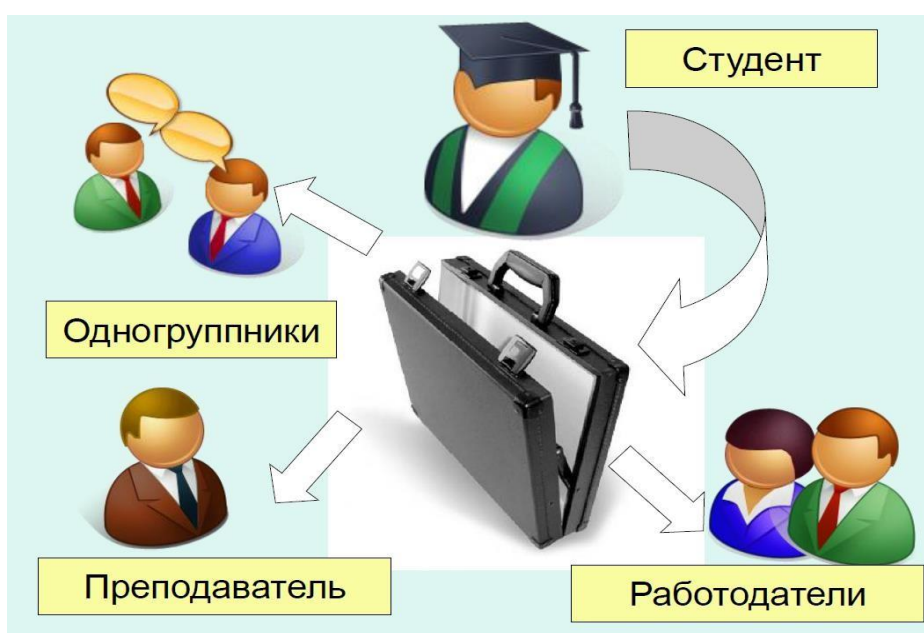 Студент
Одногруппники
Преподаватель
Работодатели